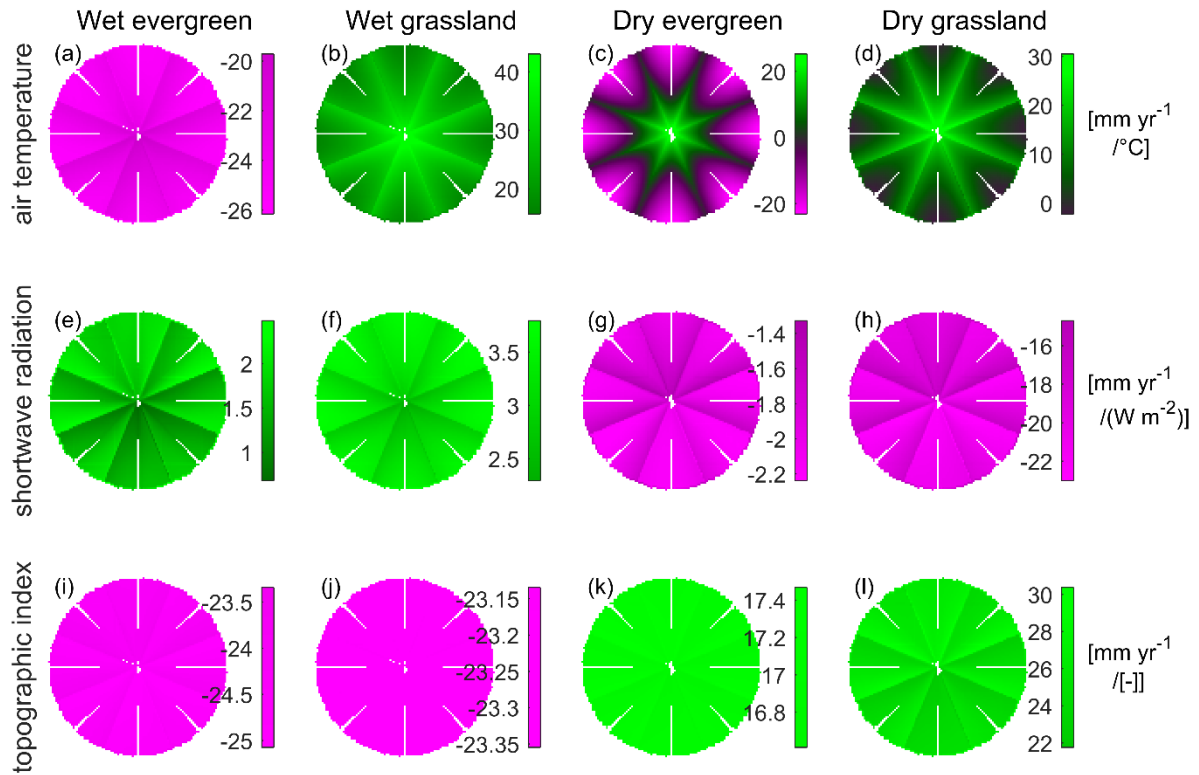 Wet evergreen Wet grassland Dry evergreen Dry grassland
air temperature
(a) -20 -22 -24 -26
(b) 40 30 20
(c) 20 0 -20
(d) 30 20 10 0
[mm yr-1
/°C]
shortwave radiation
(e) 2 1.5 1
(f) 3.5 3 2.5
(g) -1.4 -1.6 -1.8 -2 -2.2
(h) -16 -18 -20 -22
[mm yr-1
/(W m-2)]
topographic index
(i) -23.5 -24 -24.5 -25
(j) -23.15 -23.2 -23.25 -23.3 -23.35
(k) 17.4 17.2 17 16.8
(l) 30 28 26 24 22
[mm yr-1
/[-]]